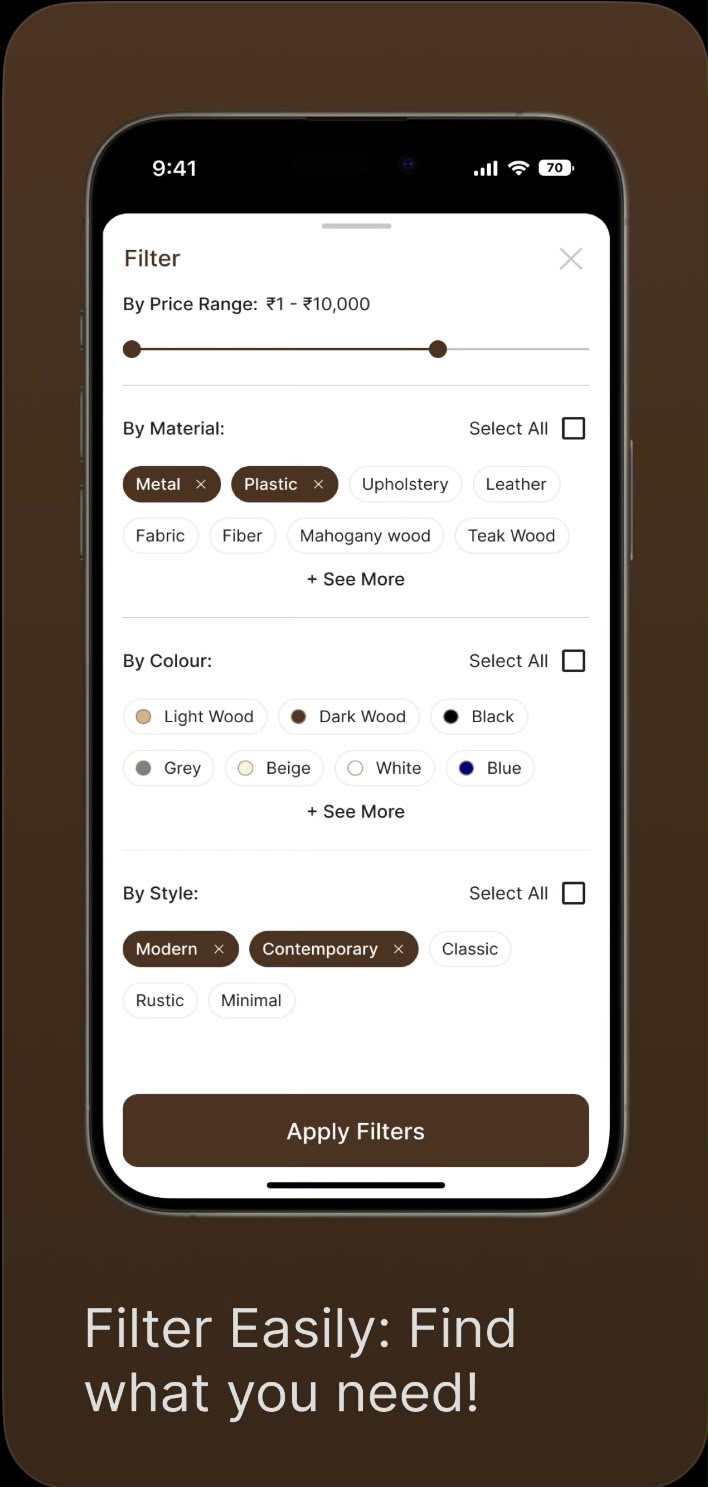 9:41 70
Filter
By Price Range: ₹1 - ₹10,000
By Material: Select All
Metal Plastic Upholstery Leather
Fabric Fiber Mahogany wood Teak Wood
+ See More
By Colour: Select All
Light Wood Dark Wood Black
Grey Beige White Blue
+ See More
By Style: Select All
Modern Contemporary Classic
Rustic Minimal
Apply Filters
Filter Easily: Find
what you need!